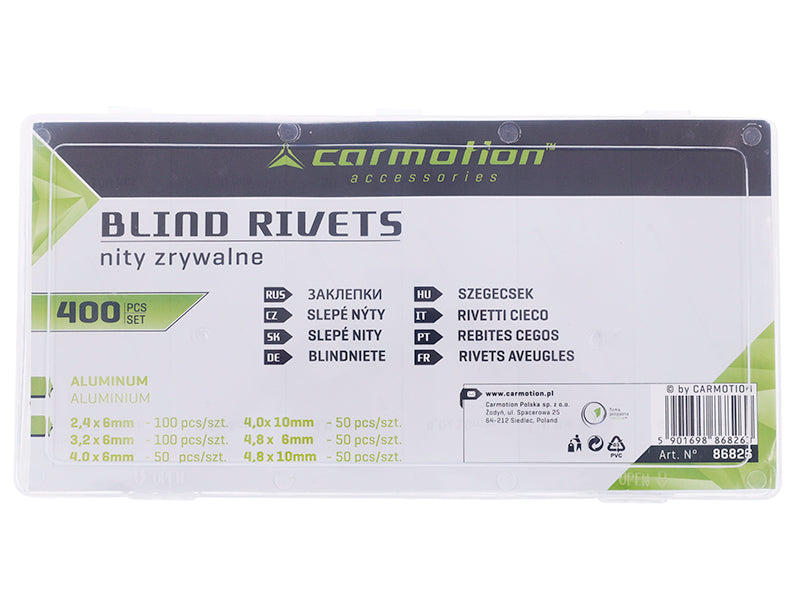 carmotion™
accessories
BLIND RIVETS
nity zrywalne
400 PCS SET
RUS ЗАКЛЕПКИ
CZ SLEPÉ NÝTY
SK SLEPÉ NITY
DE BLINDNIETE
HU SZEGECSEK
IT RIVETTI CIECO
PT REBITES CEGOS
FR RIVETS AVEUGLES
ALUMINUM
ALUMINIUM
2,4 x 6mm - 100 pcs/szt.
3,2 x 6mm - 100 pcs/szt.
4.0 x 6mm - 50 pcs/szt.
4,0x 10mm - 50 pcs/szt.
4,8 x 6mm - 50 pcs/szt.
4,8 x 10mm - 50 pcs/szt.
www.carmotion.pl
Carmotion Polska sp. z o.o.
Żodyń, ul. Spacerowa 25
64-212 Siedlec, Poland
PVC
© by CARMOTION
5 901698 86826
Art. N° 86826
OPEN
OPEN